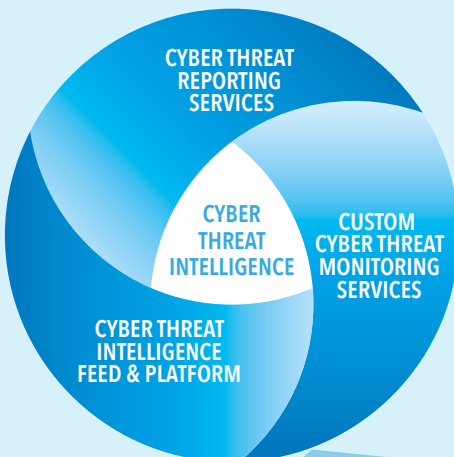 CYBER THREAT
REPORTING
SERVICES
CYBER
THREAT
INTELLIGENCE
CUSTOM
CYBER THREAT
MONITORING
SERVICES
CYBER THREAT
INTELLIGENCE
FEED & PLATFORM